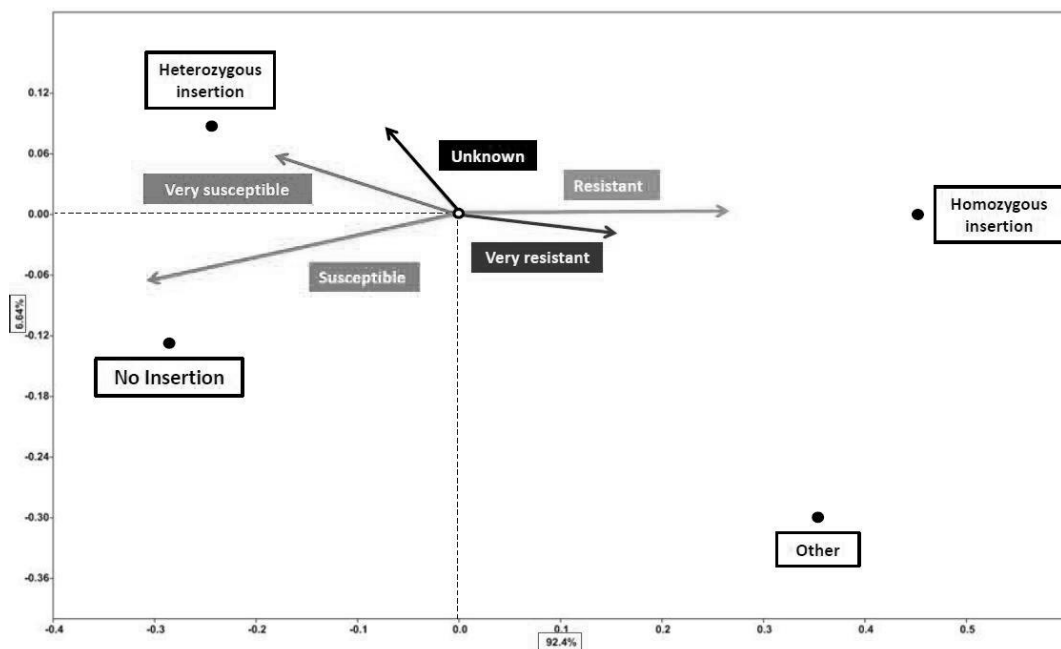 Heterozygous
insertion
0.12
0.06
Unknown
Very susceptible
Resistant
0.00
Homozygous
insertion
Very resistant
-0.06
Susceptible
6.64%
-0.12
No Insertion
-0.18
-0.24
-0.30
Other
-0.36
-0.4
-0.3
-0.2
-0.1
0.0
0.1
0.2
0.3
0.4
0.5
92.4%